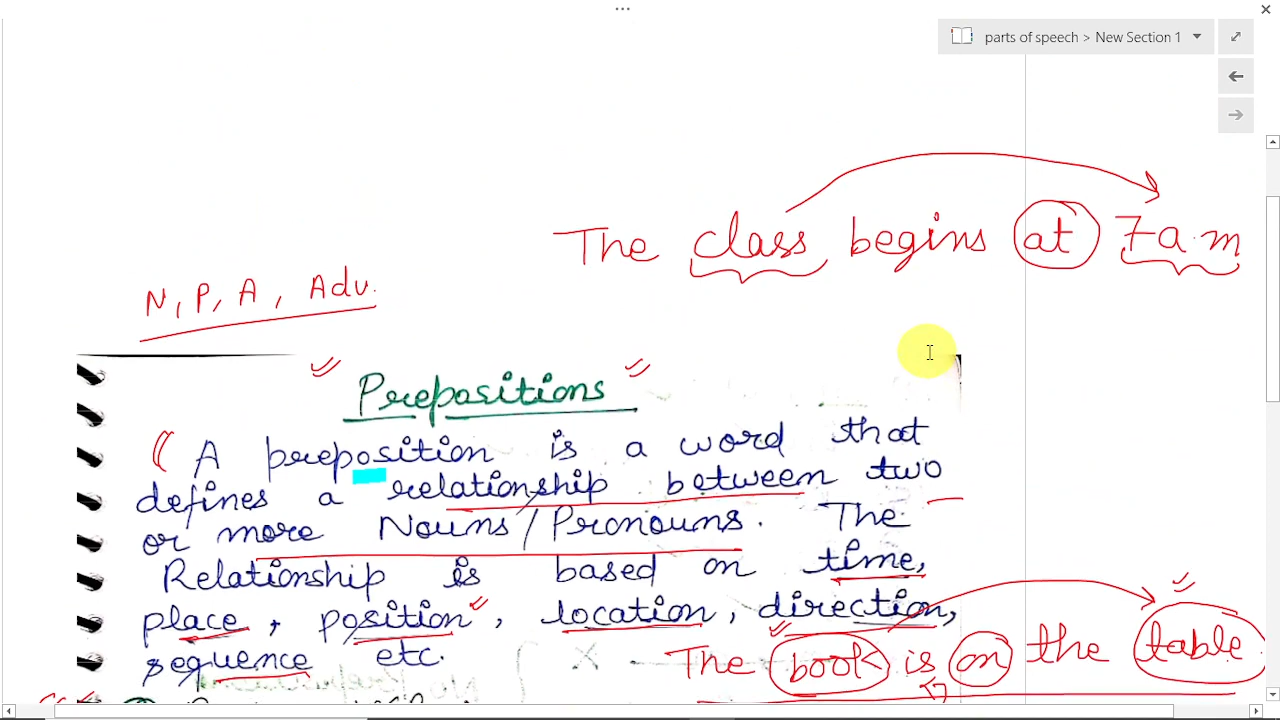 parts of speech > New Section 1
The class begins at 7 a.m
N, P, A, Adv.
Prepositions
A preposition is a word that
defines a relationship between two
or more Nouns/Pronouns. The
Relationship is based on time,
place, position, location, direction,
sequence etc.
The book is on the table